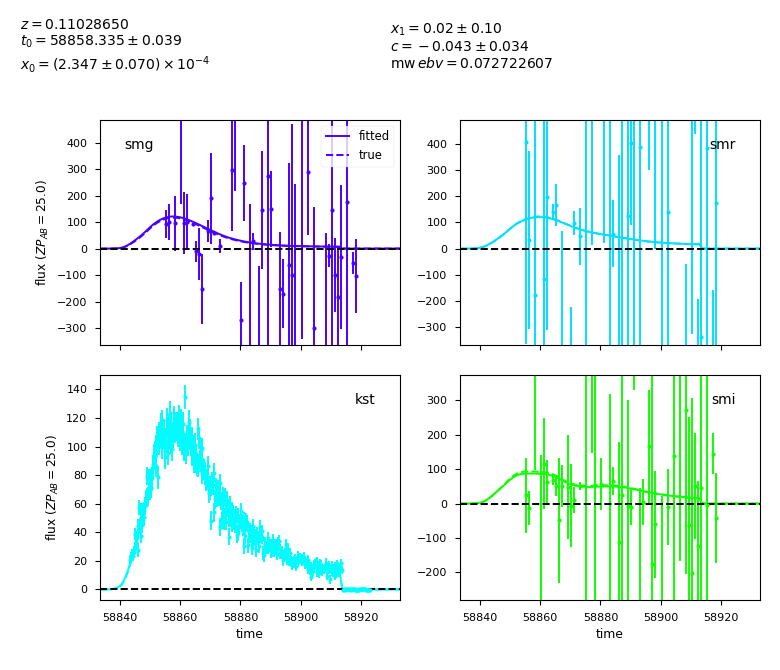 z = 0.11028650
t₀ = 58858.335 ± 0.039
x₀ = (2.347 ± 0.070) × 10⁻⁴
x₁ = 0.02 ± 0.10
c = −0.043 ± 0.034
mw ebv = 0.072722607
smg
fitted
true
400
300
200
100
0
−100
−200
−300
flux (ZP_AB = 25.0)
smr
400
300
200
100
0
−100
−200
−300
kst
140
120
100
80
60
40
20
0
flux (ZP_AB = 25.0)
58840 58860 58880 58900 58920
time
smi
300
200
100
0
−100
−200
58840 58860 58880 58900 58920
time